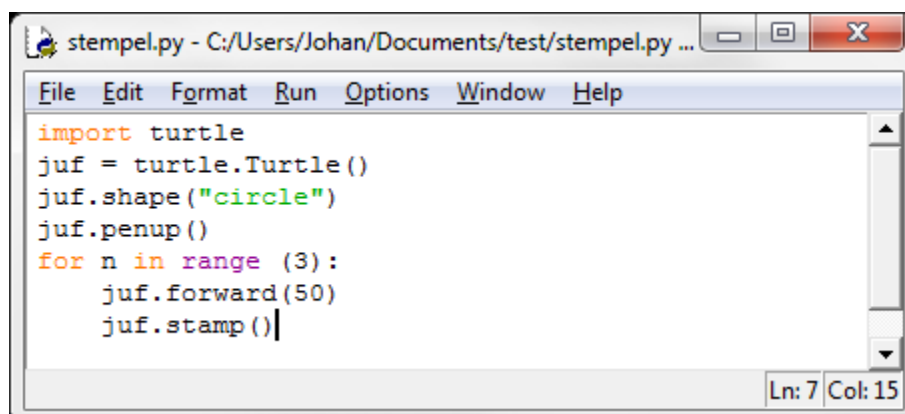 stempel.py - C:/Users/Johan/Documents/test/stempel.py ...
File Edit Format Run Options Window Help
import turtle
juf = turtle.Turtle()
juf.shape("circle")
juf.penup()
for n in range (3):
    juf.forward(50)
    juf.stamp()
Ln: 7 Col: 15